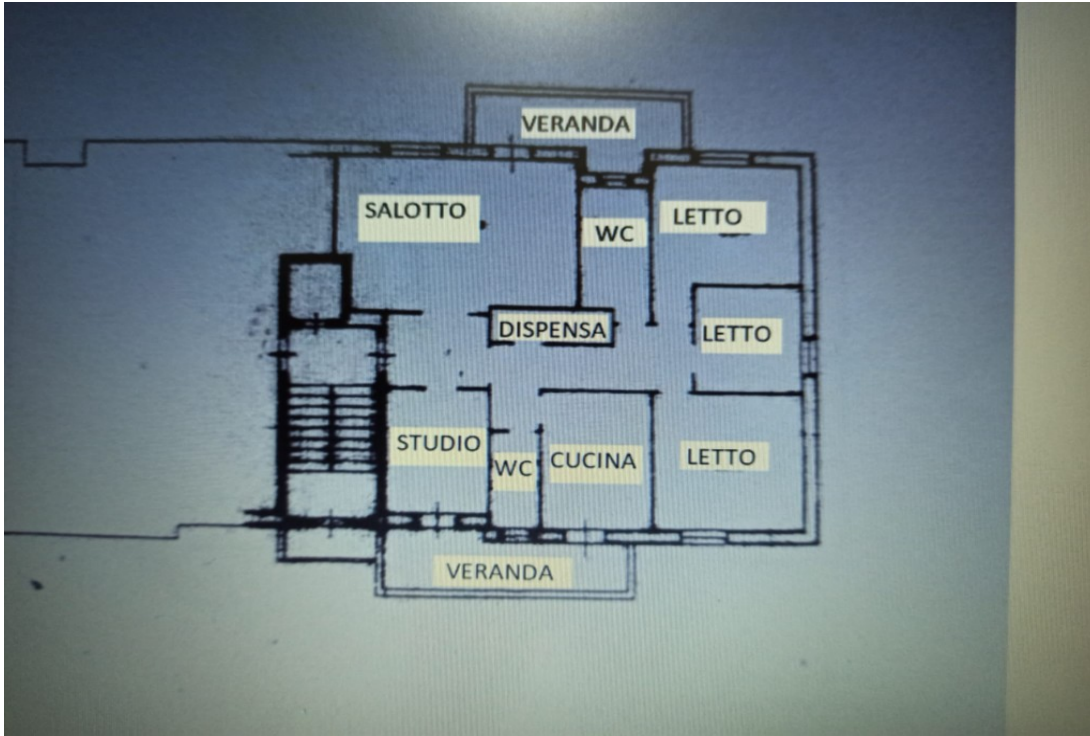 VERANDA
SALOTTO
WC
LETTO
DISPENSA
LETTO
STUDIO
WC
CUCINA
LETTO
VERANDA